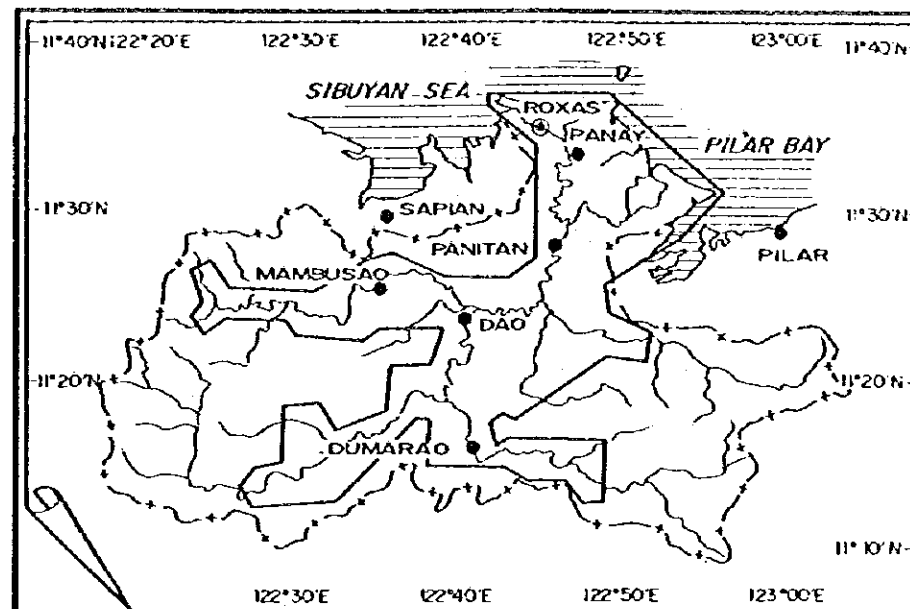 11°40'N 122°20'E 122°30'E 122°40'E 122°50'E 123°00'E 11°40'N
SIBUYAN SEA
ROXAS
PANAY
PILAR BAY
11°30'N 11°30'N
SAPIAN
PANITAN
PILAR
MAMBUSAO
DAO
11°20'N 11°20'N
DUMARAO
11°10'N
122°30'E 122°40'E 122°50'E 123°00'E